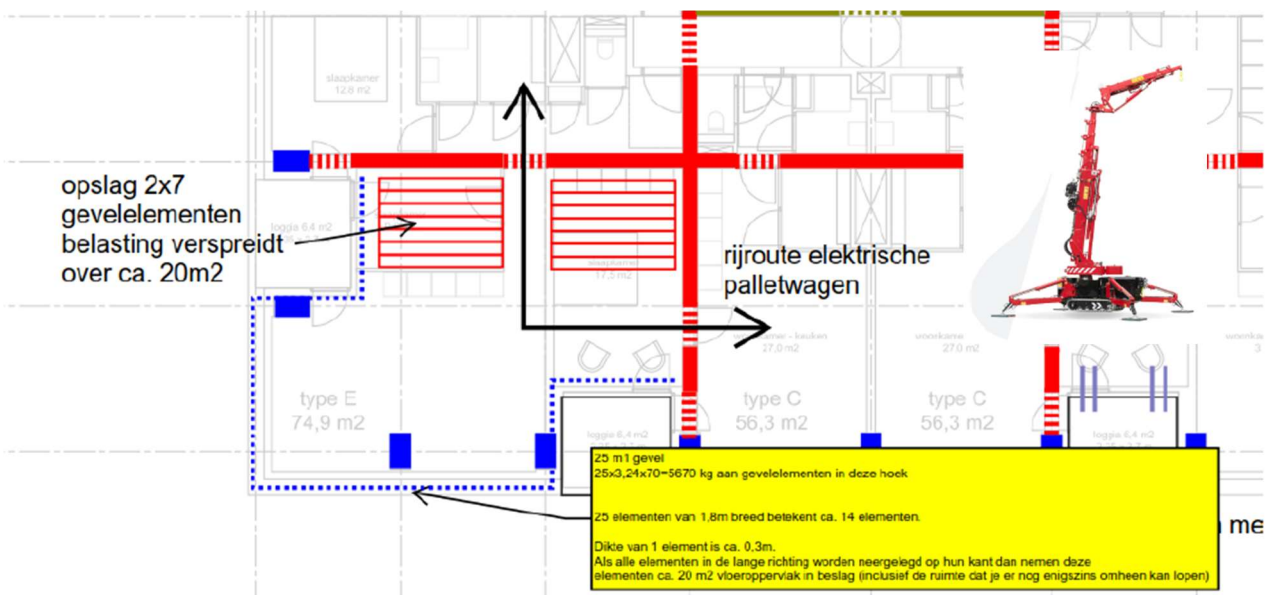 slaapkamer
12,8 m2
opslag 2x7
gevelelementen
belasting verspreidt
over ca. 20m2
loggia 6,4 m2
slaapkamer
17,5 m2
rijroute elektrische
palletwagen
woonkamer - keuken
27,0 m2
27,0 m2
type E
74,9 m2
type C
56,3 m2
type C
56,3 m2
loggia 6,4 m2
loggia 6,4 m2
25 m1 gevel
25x3,24x70=5670 kg aan gevelelementen in deze hoek
25 elementen van 1,8m breed betekent ca. 14 elementen.
Dikte van 1 element is ca. 0,3m.
Als alle elementen in de lange richting worden neergelegd op hun kant dan nemen deze
elementen ca. 20 m2 vloeroppervlak in beslag (inclusief de ruimte dat je er nog enigszins omheen kan lopen)
me